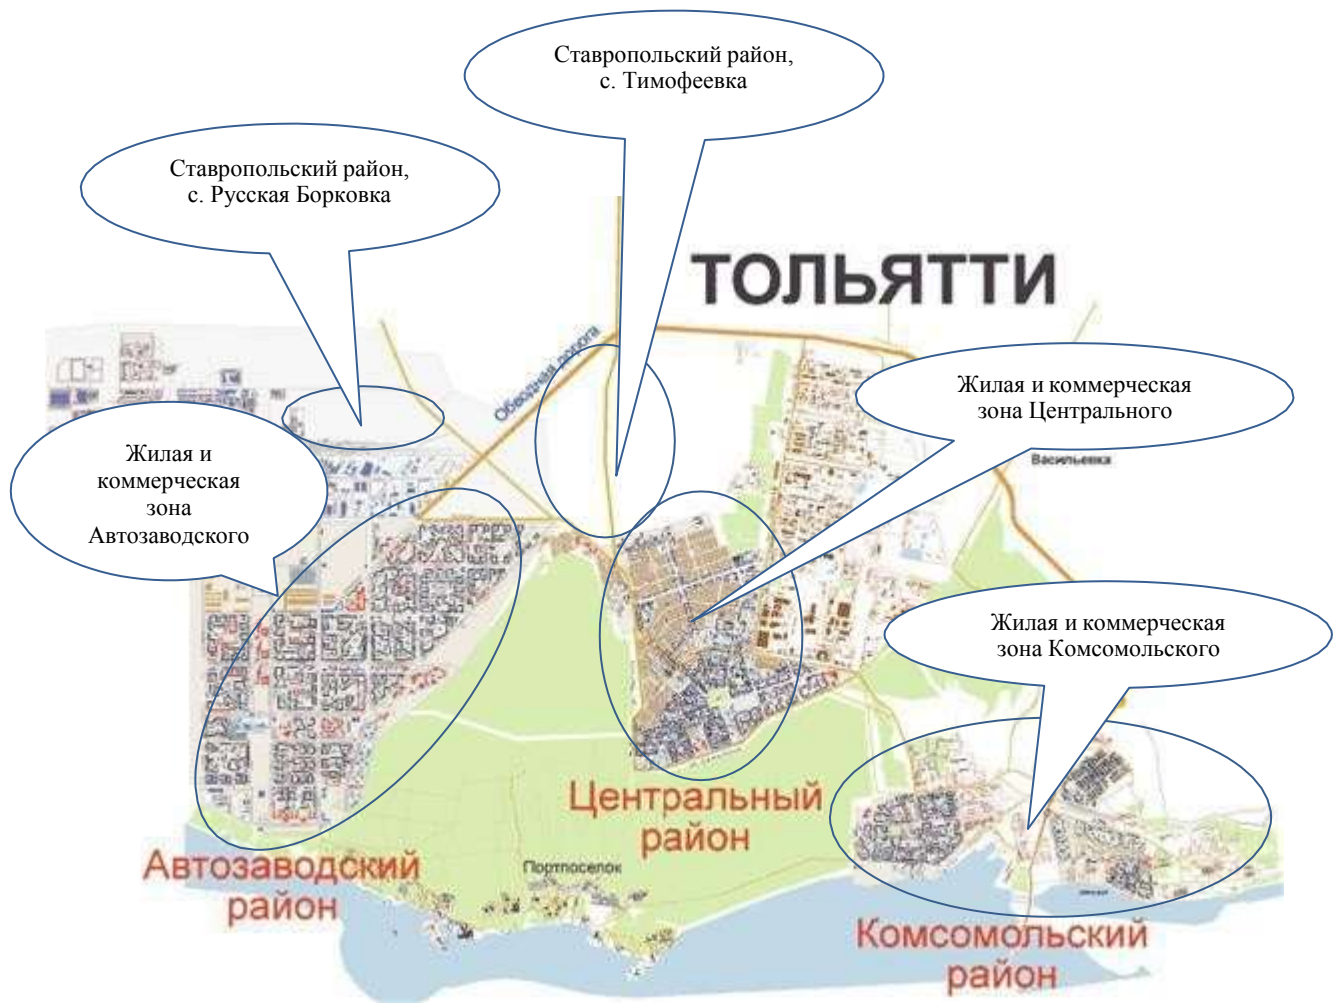 Ставропольский район,
с. Тимофеевка
Ставропольский район,
с. Русская Борковка
ТОЛЬЯТТИ
Обводная дорога
Жилая и коммерческая
зона Центрального
Васильевка
Жилая и
коммерческая
зона
Автозаводского
Жилая и коммерческая
зона Комсомольского
Центральный
район
Автозаводский
район
Портпоселок
Комсомольский
район